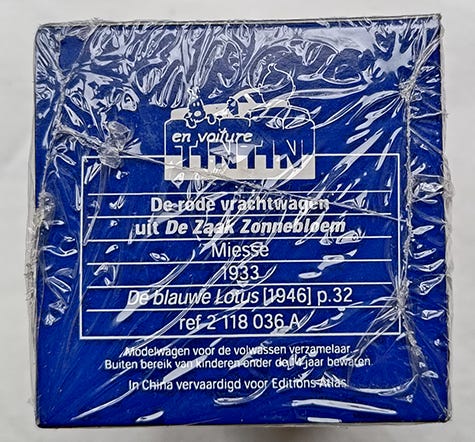 en voiture
TINTIN
De rode vrachtwagen
uit De Zaak Zonnebloem
Miesse
1933
De blauwe Lotus [1946] p.32
ref 2 118 036 A
Modelwagen voor de volwassen verzamelaar.
Buiten bereik van kinderen onder de 14 jaar bewaren.
In China vervaardigd voor Editions Atlas